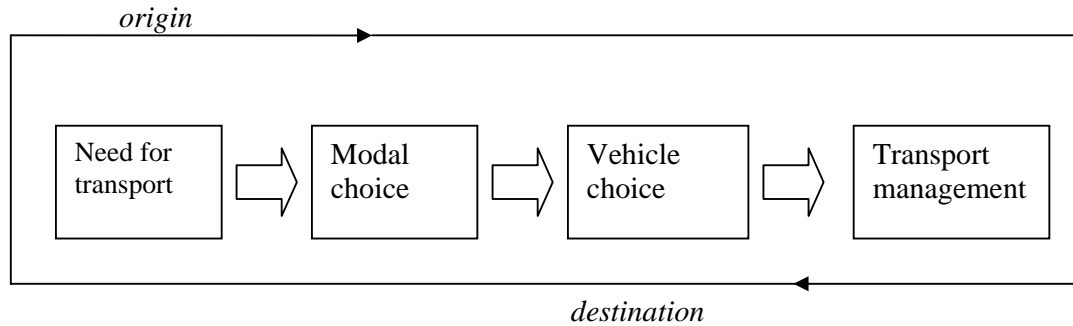 origin
Need for
transport
Modal
choice
Vehicle
choice
Transport
management
destination